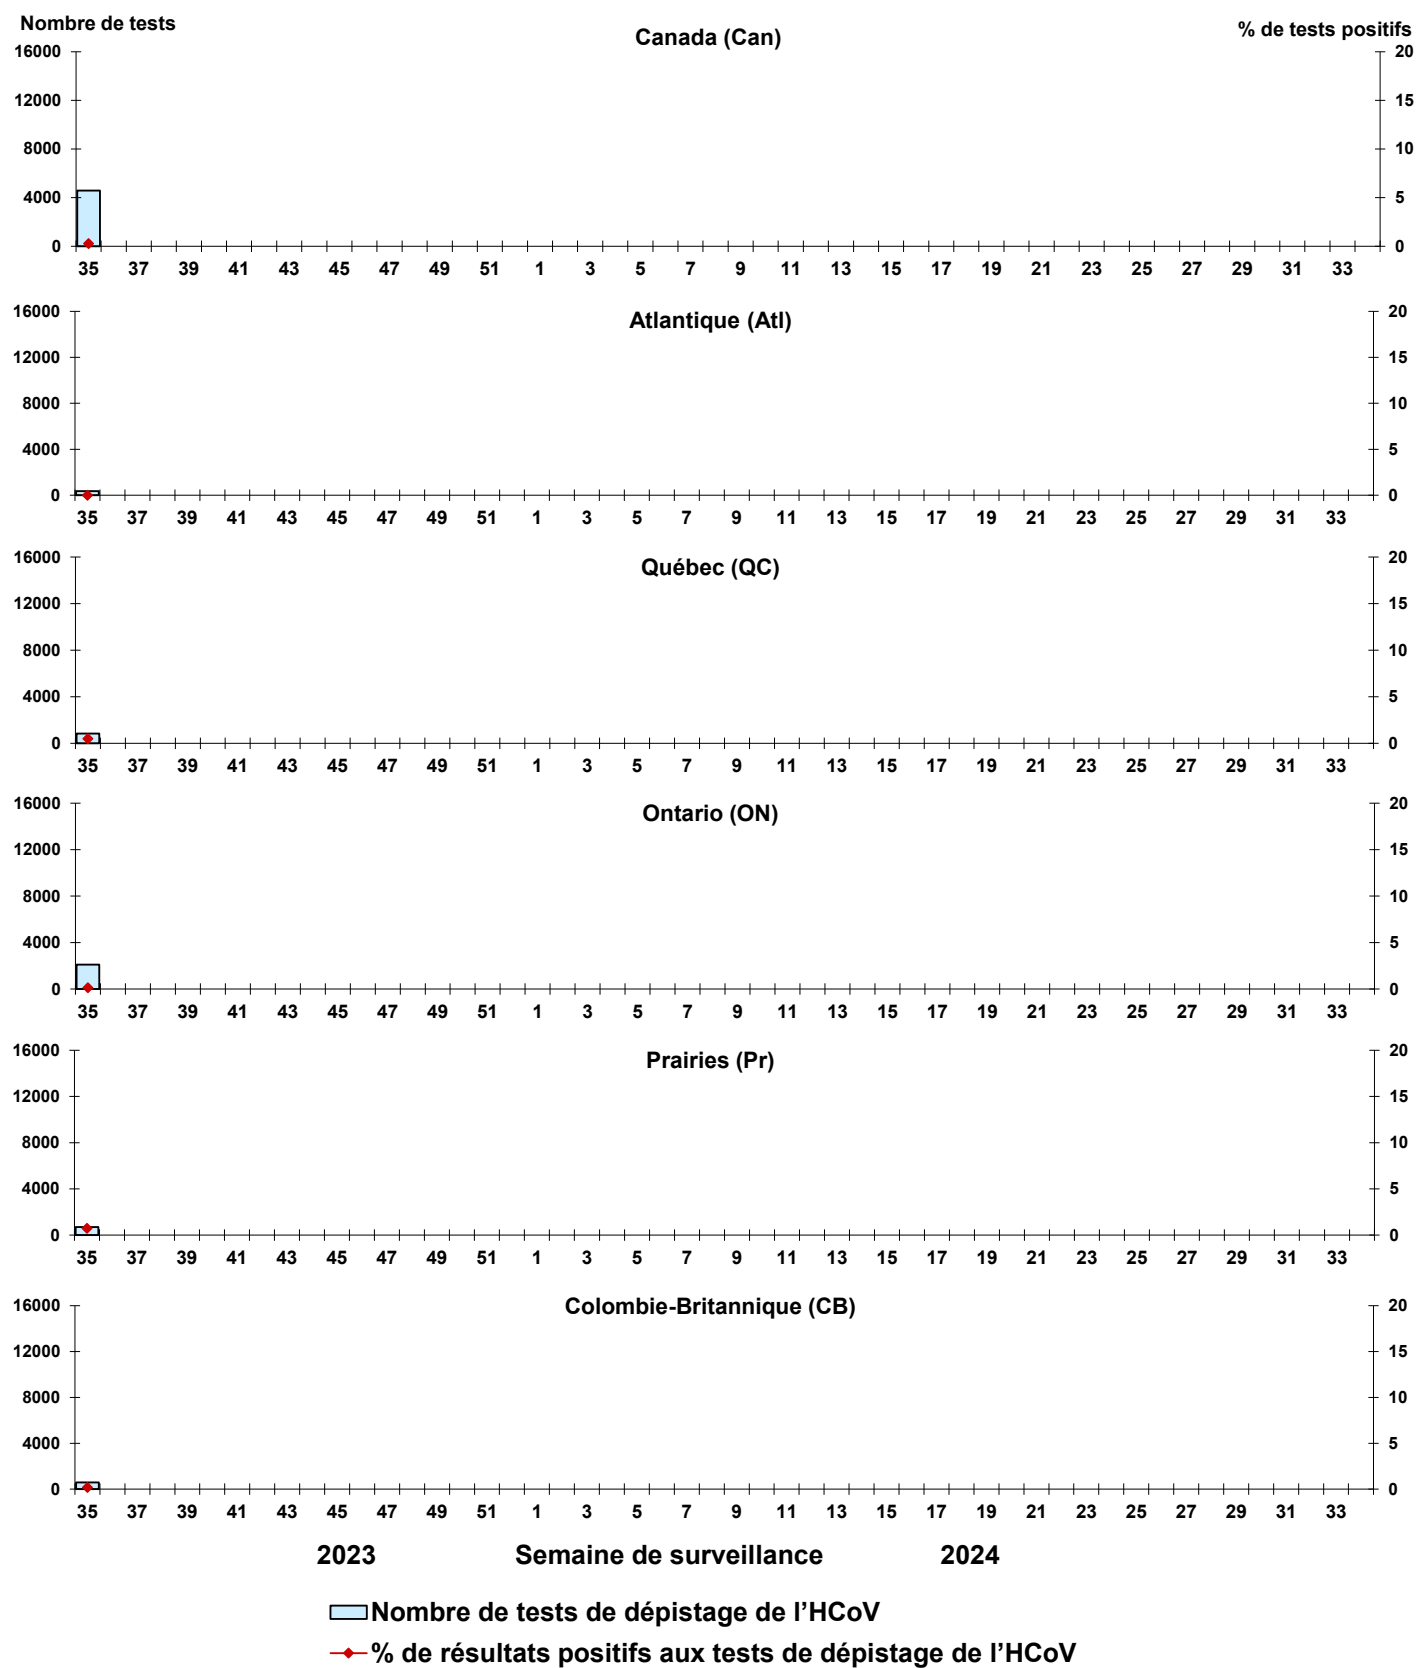 Nombre de tests
Canada (Can)
% de tests positifs
16000 20
12000 15
8000 10
4000 5
0 0
35 37 39 41 43 45 47 49 51 1 3 5 7 9 11 13 15 17 19 21 23 25 27 29 31 33
Atlantique (Atl)
16000 20
12000 15
8000 10
4000 5
0 0
35 37 39 41 43 45 47 49 51 1 3 5 7 9 11 13 15 17 19 21 23 25 27 29 31 33
Québec (QC)
16000 20
12000 15
8000 10
4000 5
0 0
35 37 39 41 43 45 47 49 51 1 3 5 7 9 11 13 15 17 19 21 23 25 27 29 31 33
Ontario (ON)
16000 20
12000 15
8000 10
4000 5
0 0
35 37 39 41 43 45 47 49 51 1 3 5 7 9 11 13 15 17 19 21 23 25 27 29 31 33
Prairies (Pr)
16000 20
12000 15
8000 10
4000 5
0 0
35 37 39 41 43 45 47 49 51 1 3 5 7 9 11 13 15 17 19 21 23 25 27 29 31 33
Colombie-Britannique (CB)
16000 20
12000 15
8000 10
4000 5
0 0
35 37 39 41 43 45 47 49 51 1 3 5 7 9 11 13 15 17 19 21 23 25 27 29 31 33
2023 Semaine de surveillance 2024
Nombre de tests de dépistage de l’HCoV
% de résultats positifs aux tests de dépistage de l’HCoV